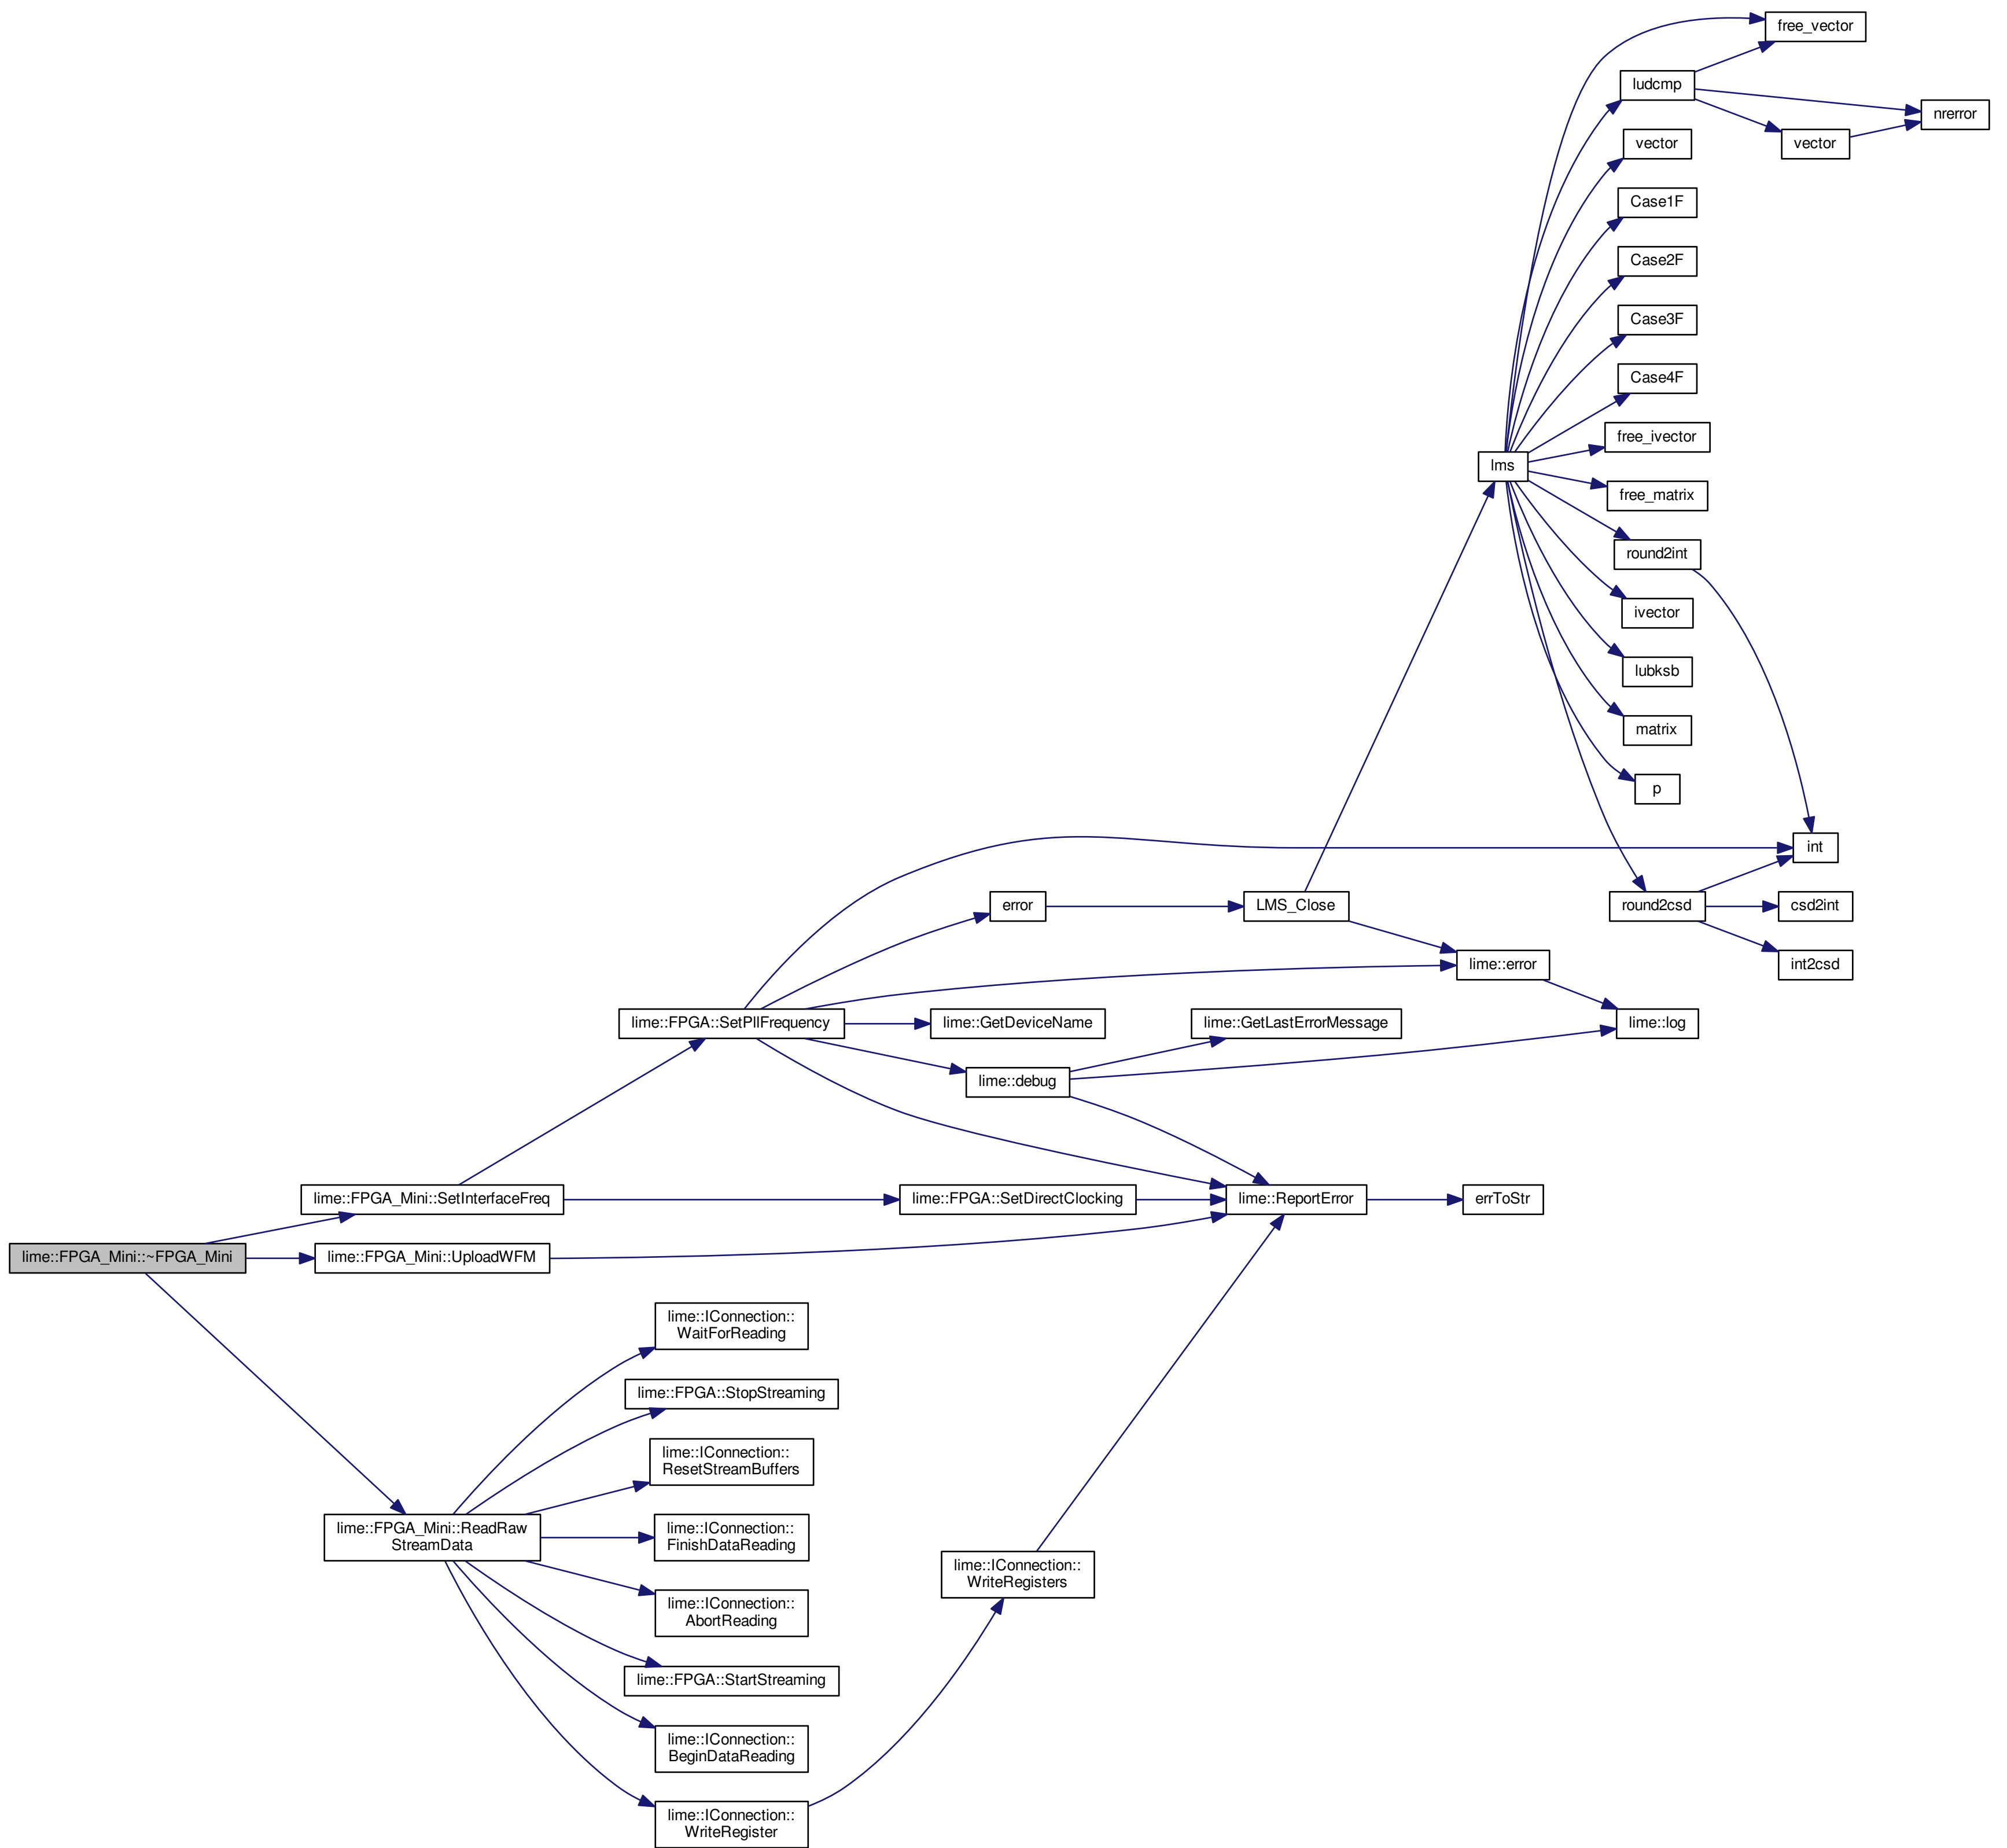 free_vector
ludcmp
nrerror
vector
vector
Case1F
Case2F
Case3F
Case4F
free_ivector
lms
free_matrix
round2int
ivector
lubksb
matrix
p
int
error
LMS_Close
round2csd
csd2int
lime::error
int2csd
lime::FPGA::SetPllFrequency
lime::GetDeviceName
lime::GetLastErrorMessage
lime::log
lime::debug
lime::FPGA_Mini::SetInterfaceFreq
lime::FPGA::SetDirectClocking
lime::ReportError
errToStr
lime::FPGA_Mini::~FPGA_Mini
lime::FPGA_Mini::UploadWFM
lime::IConnection::
WaitForReading
lime::FPGA::StopStreaming
lime::IConnection::
ResetStreamBuffers
lime::FPGA_Mini::ReadRaw
StreamData
lime::IConnection::
FinishDataReading
lime::IConnection::
WriteRegisters
lime::IConnection::
AbortReading
lime::FPGA::StartStreaming
lime::IConnection::
BeginDataReading
lime::IConnection::
WriteRegister